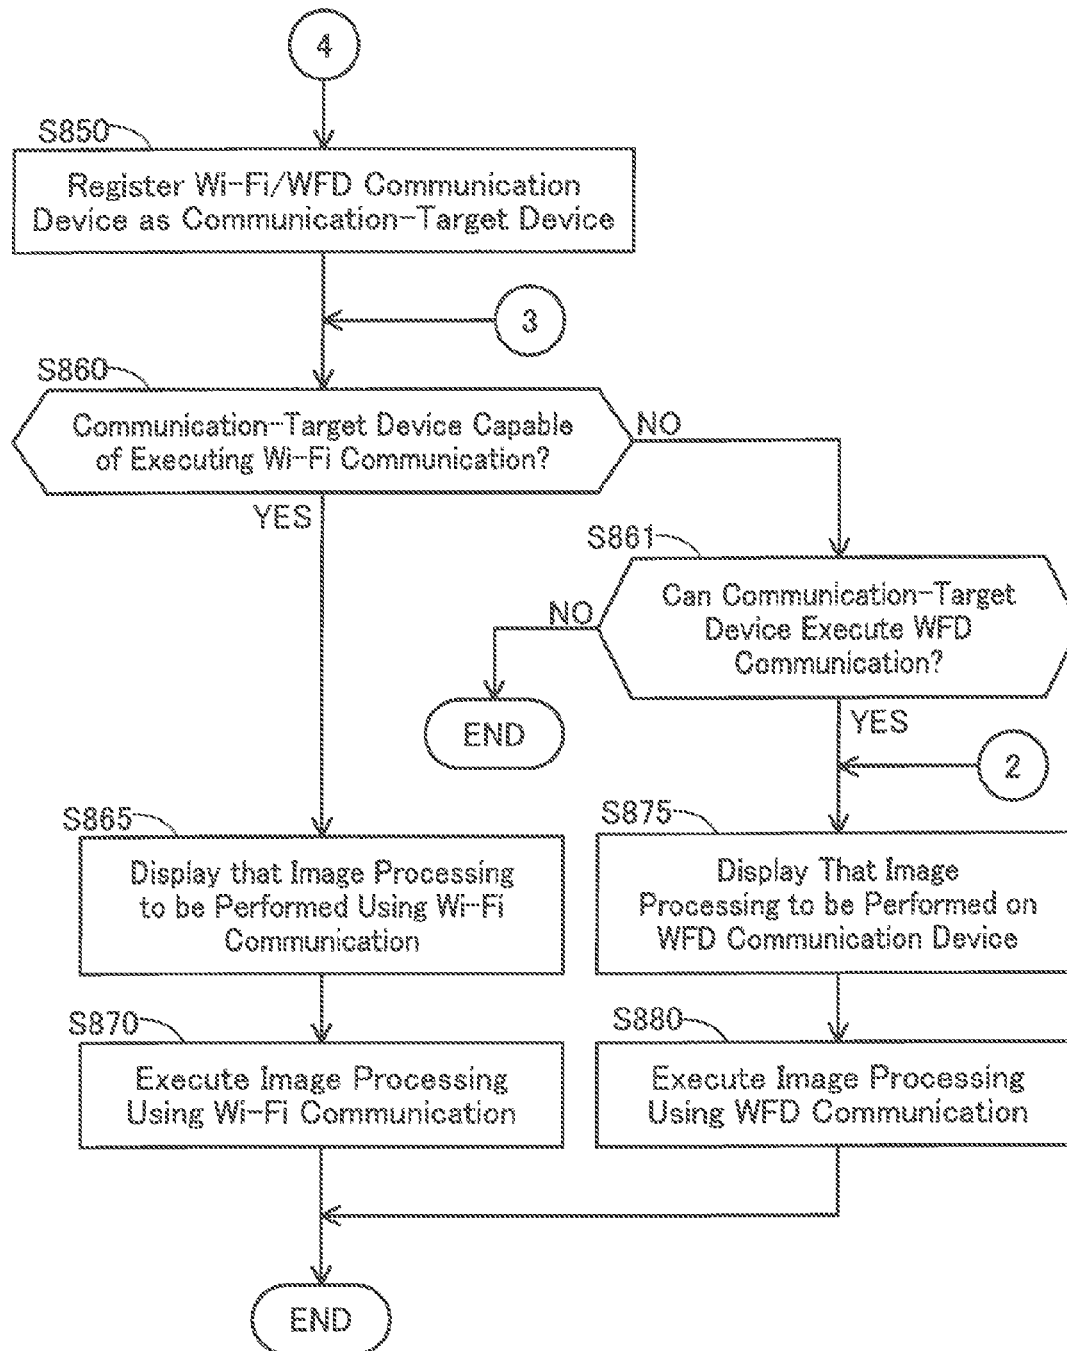 4
S850
Register Wi-Fi/WFD Communication
Device as Communication-Target Device
3
S860
Communication-Target Device Capable
of Executing Wi-Fi Communication?
NO
YES
S861
Can Communication-Target
Device Execute WFD
Communication?
NO
END
YES
2
S865
Display that Image Processing
to be Performed Using Wi-Fi
Communication
S875
Display That Image
Processing to be Performed on
WFD Communication Device
S870
Execute Image Processing
Using Wi-Fi Communication
S880
Execute Image Processing
Using WFD Communication
END